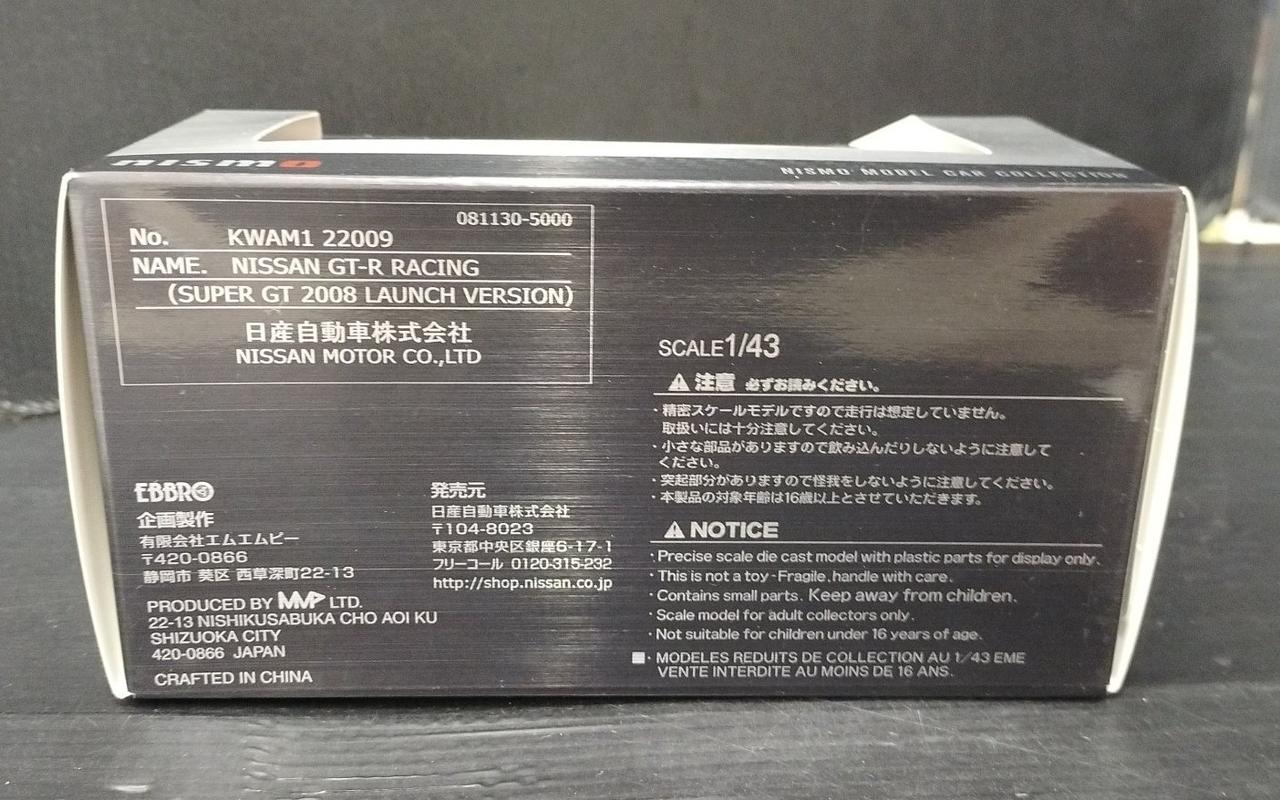 nismo
NISMO MODEL CAR COLLECTION
081130-5000
No. KWAM1 22009
NAME. NISSAN GT-R RACING
(SUPER GT 2008 LAUNCH VERSION)
日産自動車株式会社
NISSAN MOTOR CO.,LTD
EBBRO
企画製作
有限会社エムエムピー
〒420-0866
静岡市 葵区 西草深町22-13
PRODUCED BY MMP LTD.
22-13 NISHIKUSABUKA CHO AOI KU
SHIZUOKA CITY
420-0866 JAPAN
CRAFTED IN CHINA
発売元
日産自動車株式会社
〒104-8023
東京都中央区銀座6-17-1
フリーコール 0120-315-232
http://shop.nissan.co.jp
SCALE1/43
注意 必ずお読みください。
・精密スケールモデルですので走行は想定していません。
取扱いには十分注意してください。
・小さな部品がありますので飲み込んだりしないように注意して
ください。
・突起部分がありますので怪我をしないように注意してください。
・本製品の対象年齢は16歳以上とさせていただきます。
NOTICE
・Precise scale die cast model with plastic parts for display only.
・This is not a toy-Fragile, handle with care.
・Contains small parts. Keep away from children.
・Scale model for adult collectors only.
・Not suitable for children under 16 years of age.
■・MODELES REDUITS DE COLLECTION AU 1/43 EME
VENTE INTERDITE AU MOINS DE 16 ANS.